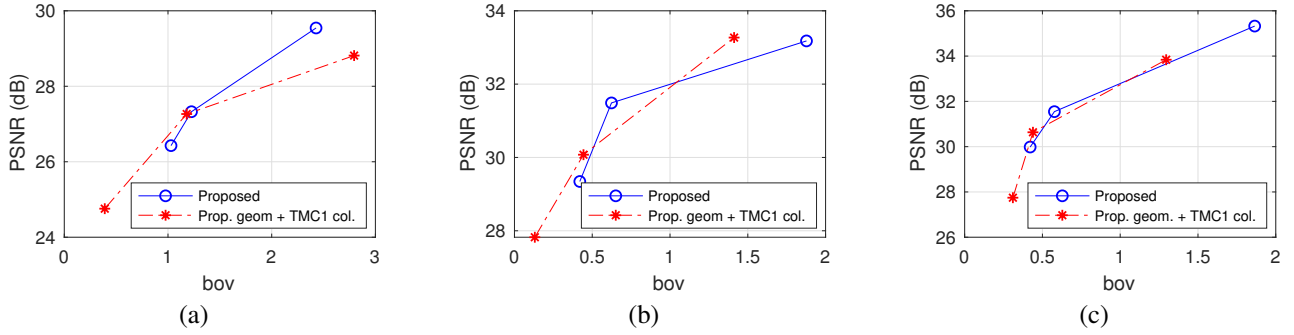 30
28
26
24
PSNR (dB)
0
1
2
3
bov
Proposed
Prop. geom + TMC1 col.
(a)
34
32
30
28
PSNR (dB)
0
0.5
1
1.5
2
bov
Proposed
Prop. geom + TMC1 col.
(b)
36
34
32
30
28
26
PSNR (dB)
0
0.5
1
1.5
2
bov
Proposed
Prop. geom. + TMC1 col.
(c)